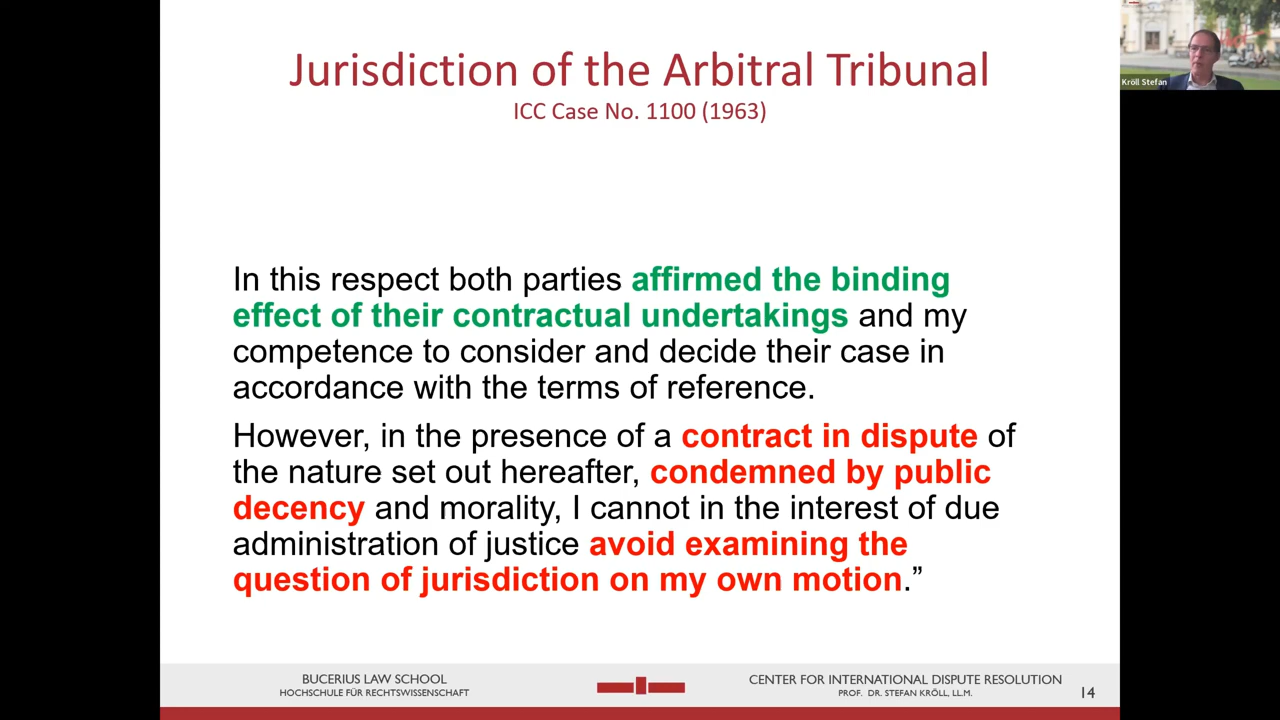 Jurisdiction of the Arbitral Tribunal
ICC Case No. 1100 (1963)
Kröll Stefan
In this respect both parties affirmed the binding
effect of their contractual undertakings and my
competence to consider and decide their case in
accordance with the terms of reference.
However, in the presence of a contract in dispute of
the nature set out hereafter, condemned by public
decency and morality, I cannot in the interest of due
administration of justice avoid examining the
question of jurisdiction on my own motion.”
BUCERIUS LAW SCHOOL
HOCHSCHULE FÜR RECHTSWISSENSCHAFT
CENTER FOR INTERNATIONAL DISPUTE RESOLUTION
PROF. DR. STEFAN KRÖLL, LL.M.
14